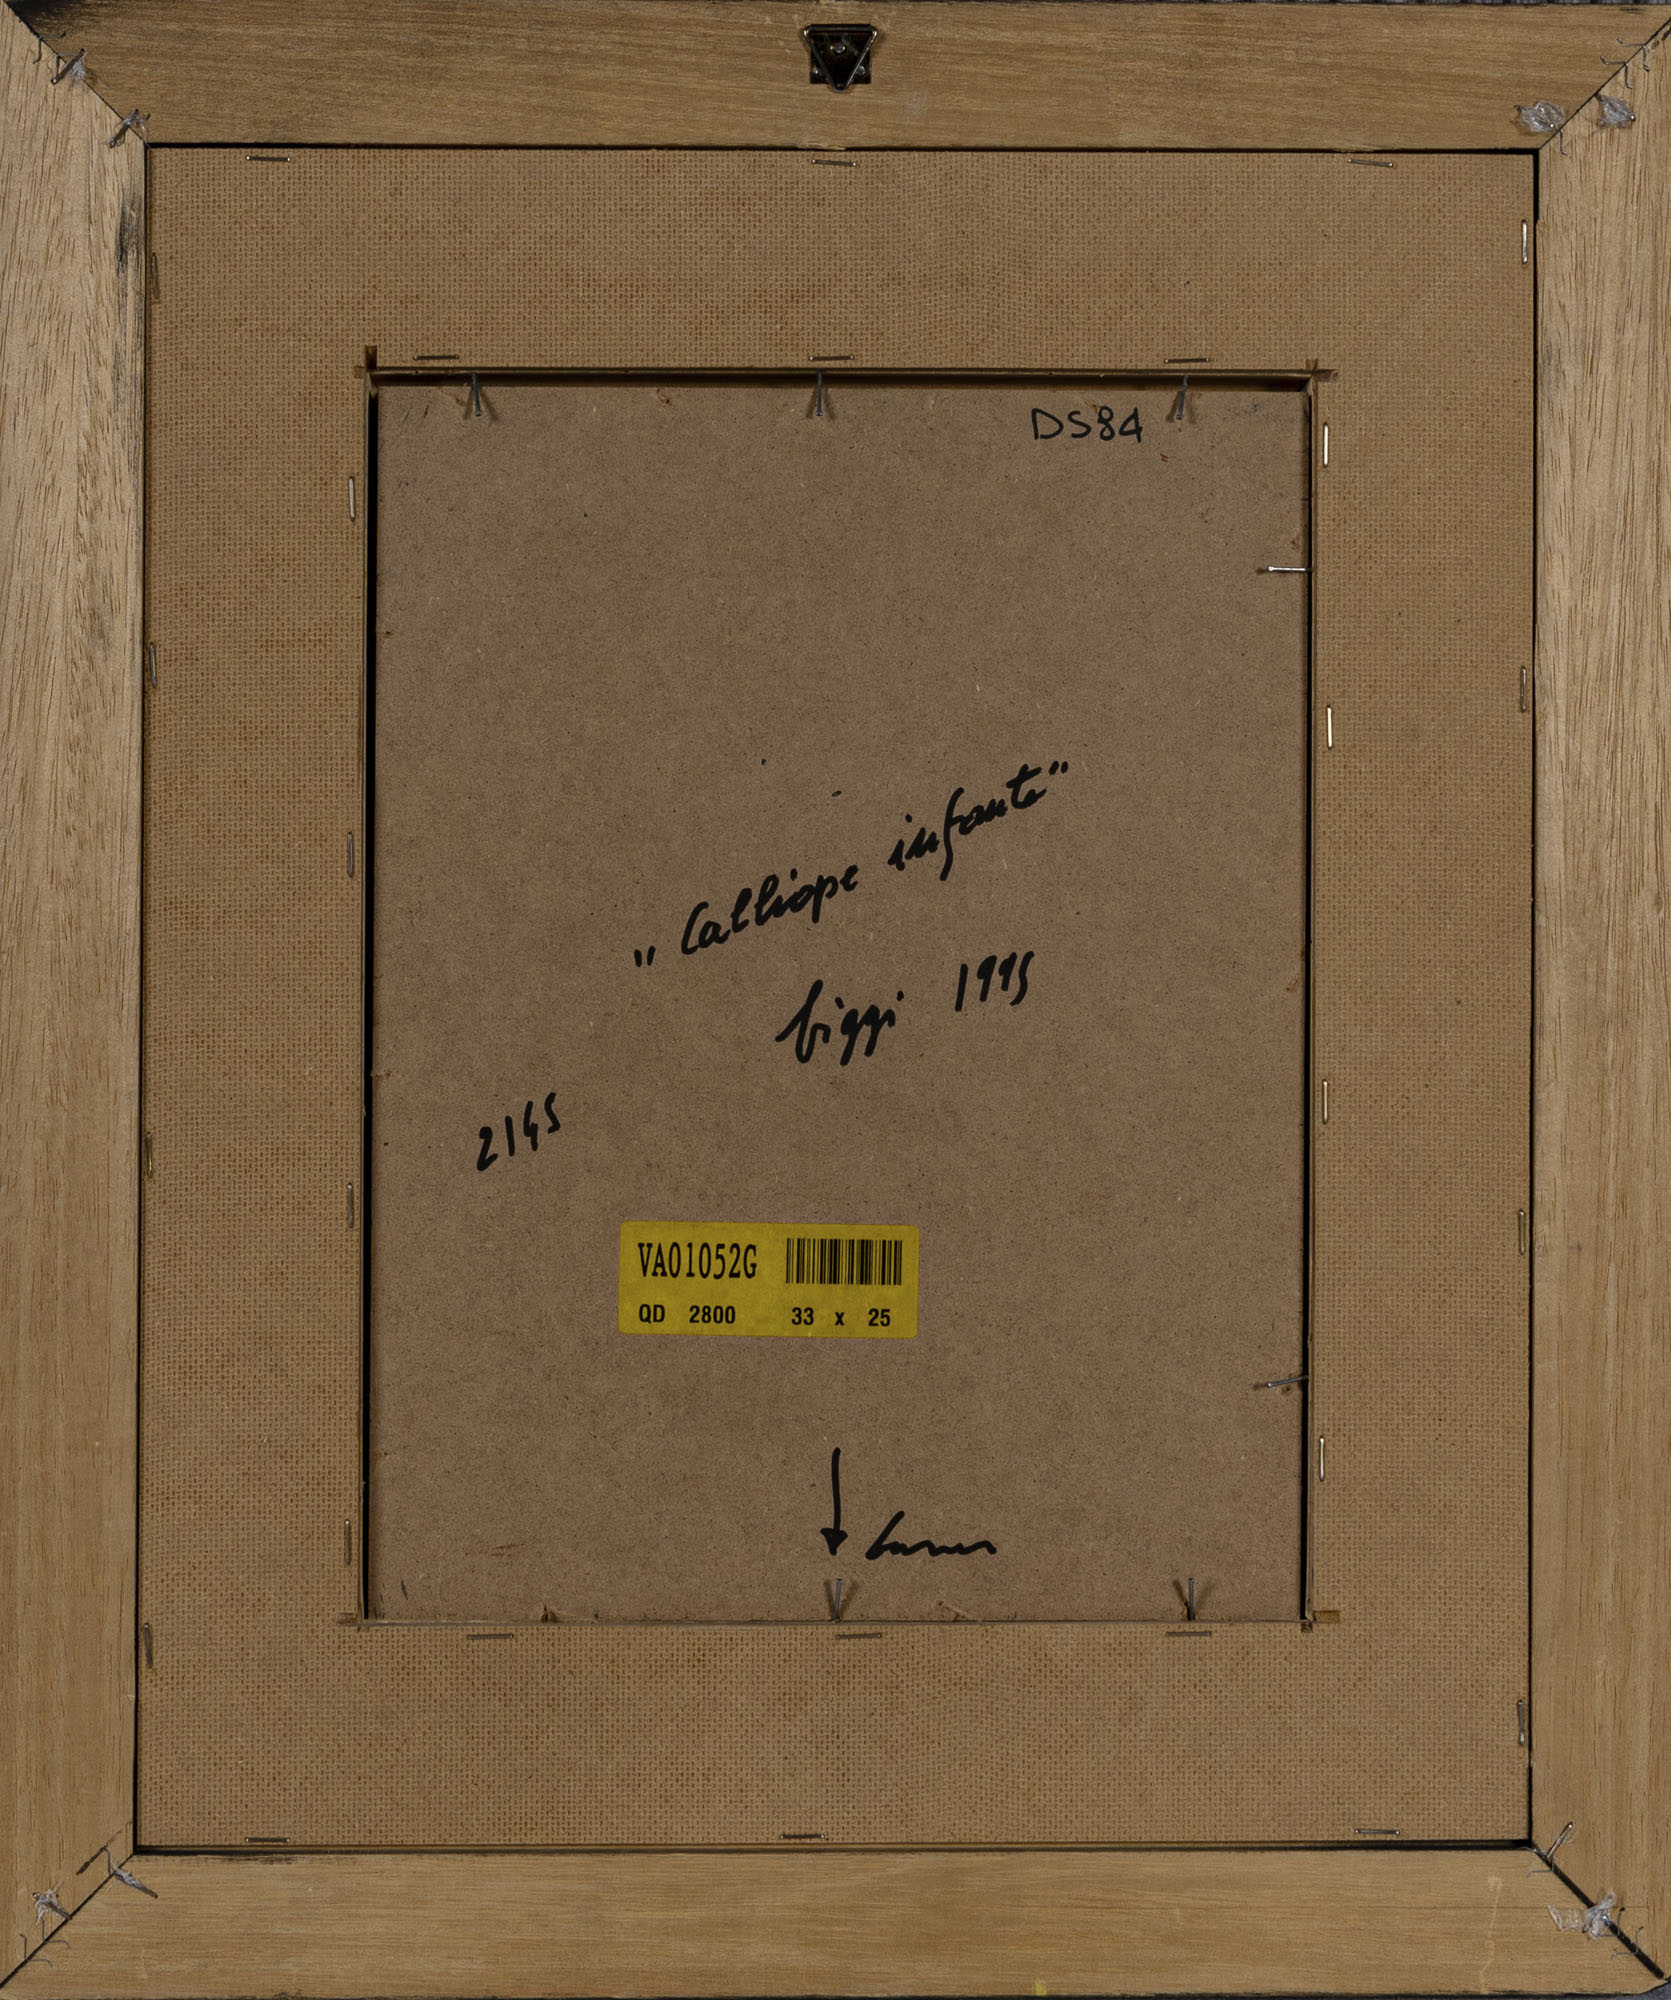 DS84
"Calliope infante"
biggi 1995
2145
VA01052G
QD 2800 33 x 25